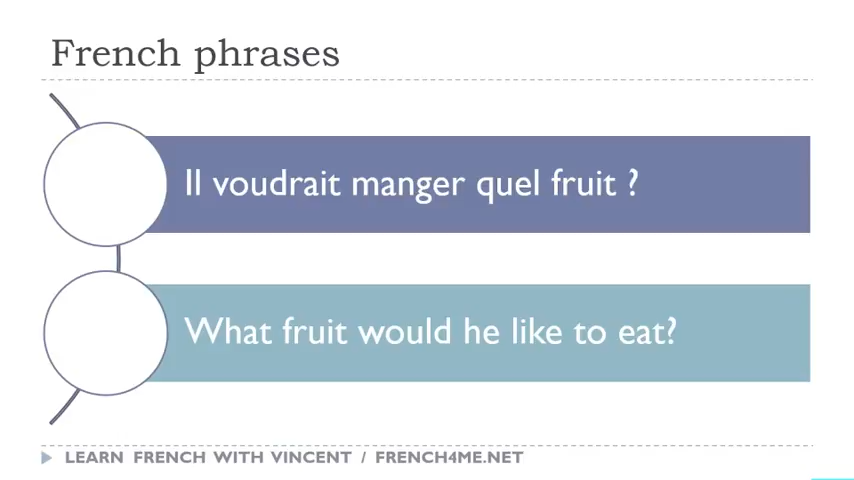 French phrases
Il voudrait manger quel fruit ?
What fruit would he like to eat?
LEARN FRENCH WITH VINCENT / FRENCH4ME.NET